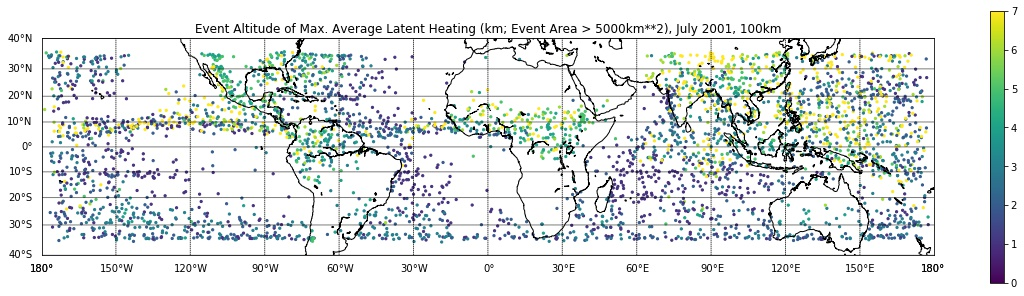 Event Altitude of Max. Average Latent Heating (km; Event Area > 5000km**2), July 2001, 100km
40°N
30°N
20°N
10°N
0°
10°S
20°S
30°S
40°S
180° 150°W 120°W 90°W 60°W 30°W 0° 30°E 60°E 90°E 120°E 150°E 180°
7
6
5
4
3
2
1
0